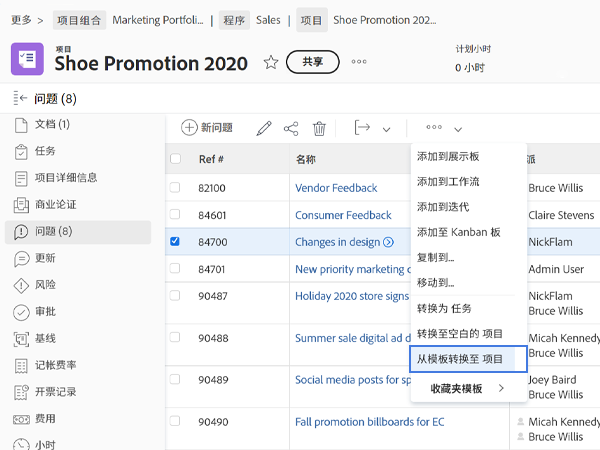 更多 > 项目组合 Marketing Portfoli... | 程序 Sales | 项目 Shoe Promotion 202...
项目
Shoe Promotion 2020 共享
计划小时
0 小时
问题 (8)
文档 (1)
任务
项目详细信息
商业论证
问题 (8)
更新
风险
审批
基线
记帐费率
开票记录
费用
小时
新问题
Ref # 名称 派
82100 Vendor Feedback Bruce Willis
84601 Consumer Feedback Claire Stevens
84700 Changes in design NickFlam
84701 New priority marketing Admin User
90487 Holiday 2020 store signs NickFlam
Bruce Willis
90488 Summer sale digital ad d Micah Kennedy
Bruce Willis
90489 Social media posts for sp Joey Baird
Bruce Willis
90490 Fall promotion billboards for EC Micah Kennedy
Bruce Willis
添加到展示板
添加到工作流
添加到迭代
添加至 Kanban 板
复制到...
移动到...
转换为 任务
转换至空白的 项目
从模板转换至 项目
收藏夹模板 >